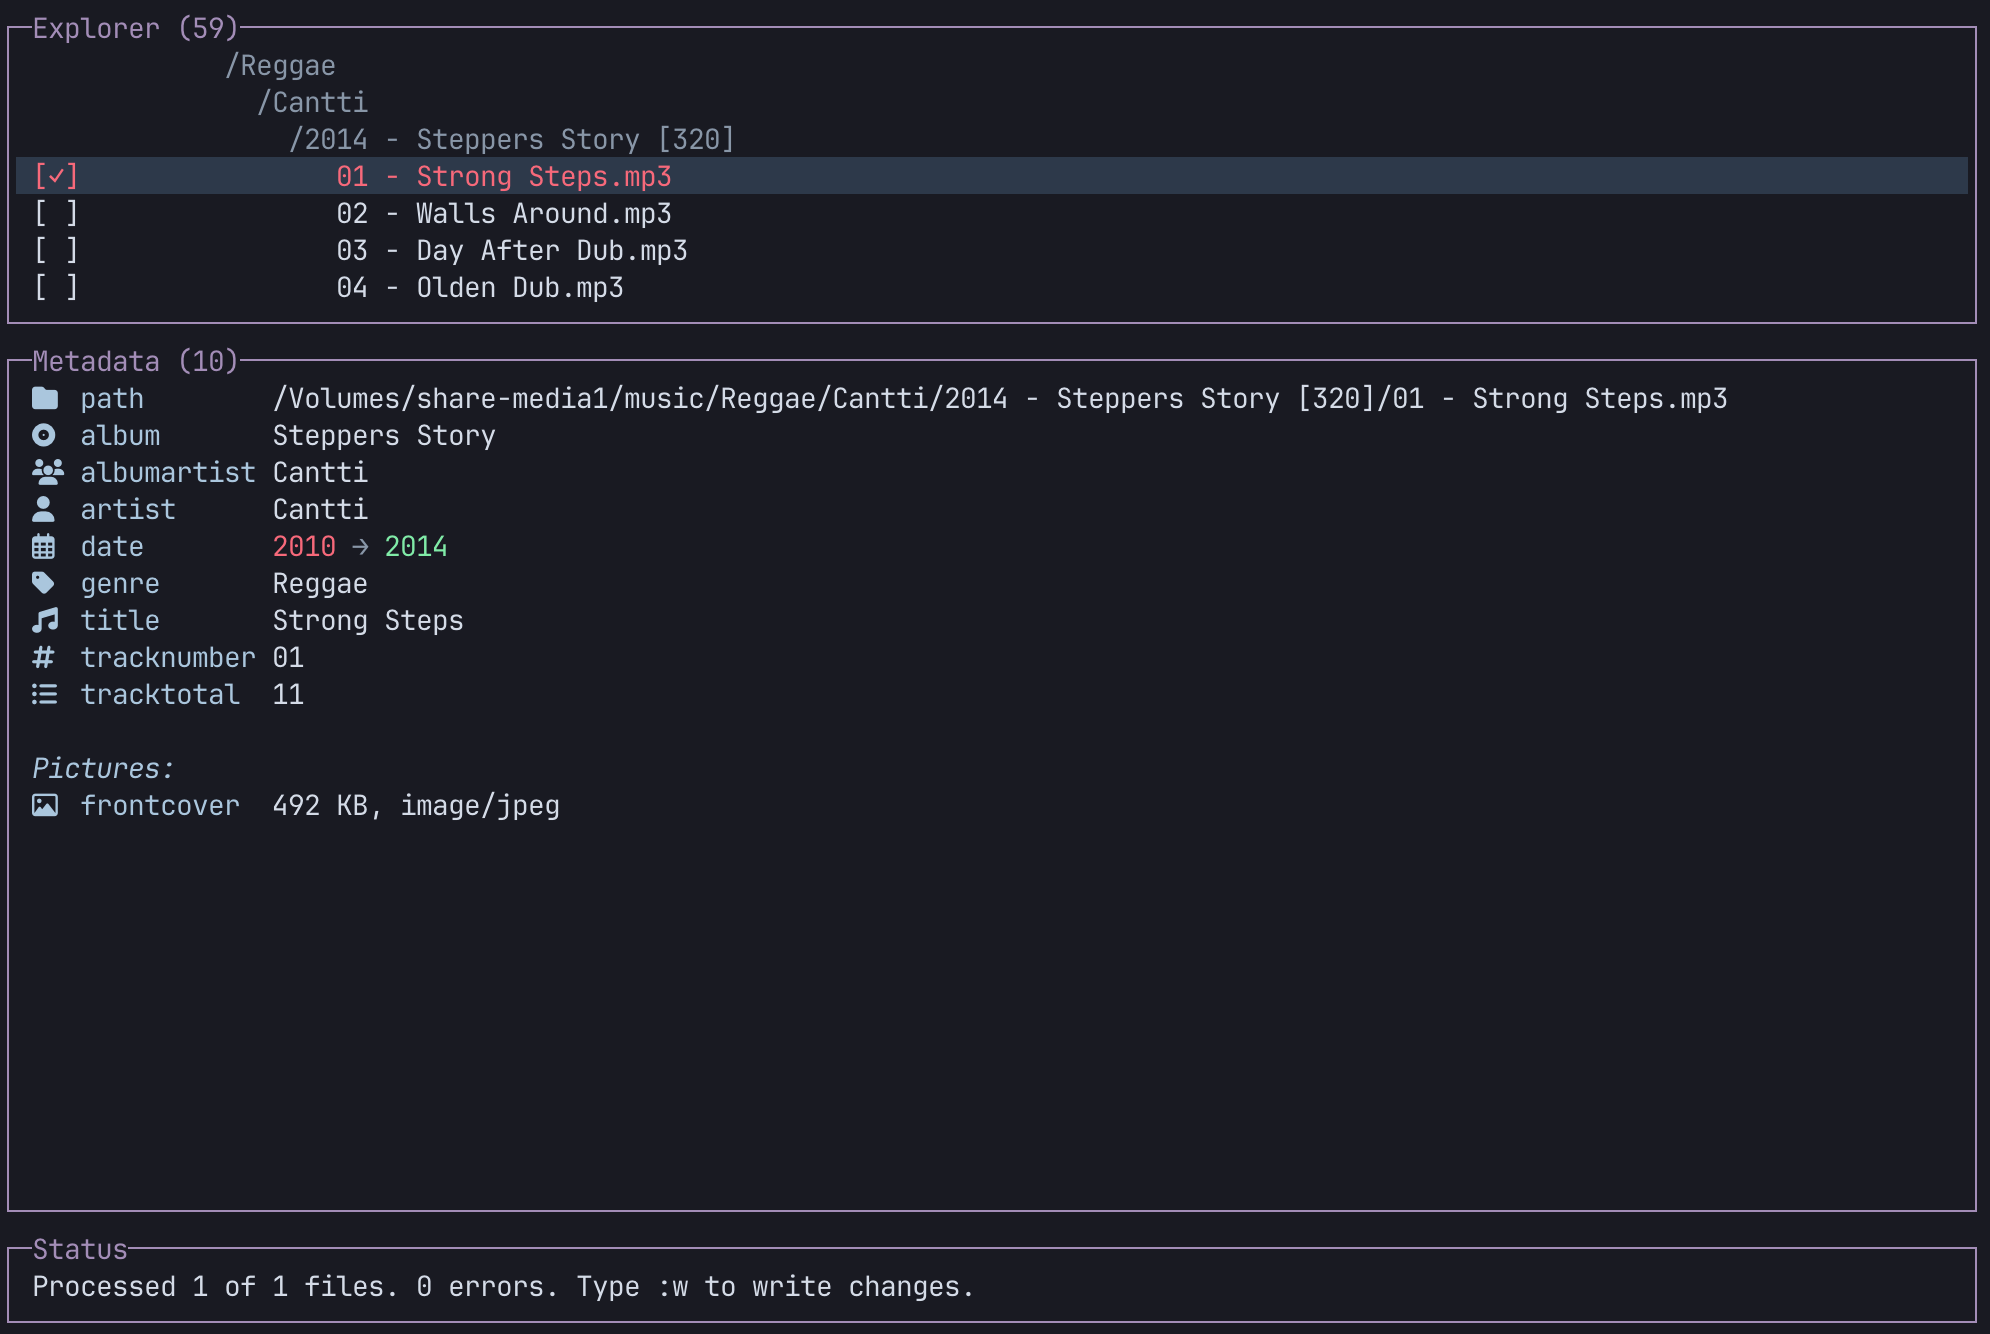 Explorer (59)
/Reggae
/Cantti
/2014 - Steppers Story [320]
[✓] 01 - Strong Steps.mp3
[ ] 02 - Walls Around.mp3
[ ] 03 - Day After Dub.mp3
[ ] 04 - Olden Dub.mp3
Metadata (10)
path /Volumes/share-media1/music/Reggae/Cantti/2014 - Steppers Story [320]/01 - Strong Steps.mp3
album Steppers Story
albumartist Cantti
artist Cantti
date 2010 → 2014
genre Reggae
title Strong Steps
# tracknumber 01
tracktotal 11
Pictures:
frontcover 492 KB, image/jpeg
Status
Processed 1 of 1 files. 0 errors. Type :w to write changes.